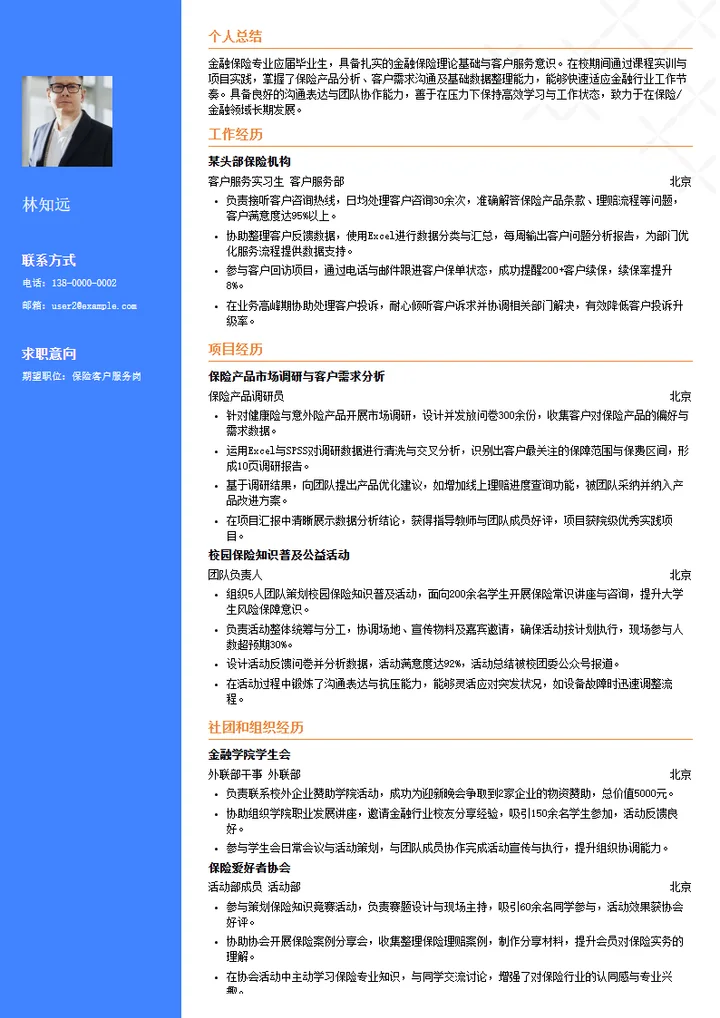 林知远
联系方式
电话：138-0000-0002
邮箱：user2@example.com
求职意向
期望职位：保险客户服务岗
个人总结
金融保险专业应届毕业生，具备扎实的金融保险理论基础与客户服务意识。在校期间通过课程实训与
项目实践，掌握了保险产品分析、客户需求沟通及基础数据整理能力，能够快速适应金融行业工作节
奏。具备良好的沟通表达与团队协作能力，善于在压力下保持高效学习与工作状态，致力于在保险/
金融领域长期发展。
工作经历
某头部保险机构
客户服务实习生 客户服务部 北京
• 负责接听客户咨询热线，日均处理客户咨询30余次，准确解答保险产品条款、理赔流程等问题，
客户满意度达95%以上。
• 协助整理客户反馈数据，使用Excel进行数据分类与汇总，每周输出客户问题分析报告，为部门优
化服务流程提供数据支持。
• 参与客户回访项目，通过电话与邮件跟进客户保单状态，成功提醒200+客户续保，续保率提升
8%。
• 在业务高峰期协助处理客户投诉，耐心倾听客户诉求并协调相关部门解决，有效降低客户投诉升
级率。
项目经历
保险产品市场调研与客户需求分析
保险产品调研员 北京
• 针对健康险与意外险产品开展市场调研，设计并发放问卷300余份，收集客户对保险产品的偏好与
需求数据。
• 运用Excel与SPSS对调研数据进行清洗与交叉分析，识别出客户最关注的保障范围与保费区间，形
成10页调研报告。
• 基于调研结果，向团队提出产品优化建议，如增加线上理赔进度查询功能，被团队采纳并纳入产
品改进方案。
• 在项目汇报中清晰展示数据分析结论，获得指导教师与团队成员好评，项目获院级优秀实践项
目。
校园保险知识普及公益活动
团队负责人 北京
• 组织5人团队策划校园保险知识普及活动，面向200余名学生开展保险常识讲座与咨询，提升大学
生风险保障意识。
• 负责活动整体统筹与分工，协调场地、宣传物料及嘉宾邀请，确保活动按计划执行，现场参与人
数超预期30%。
• 设计活动反馈问卷并分析数据，活动满意度达92%，活动总结被校团委公众号报道。
• 在活动过程中锻炼了沟通表达与抗压能力，能够灵活应对突发状况，如设备故障时迅速调整流
程。
社团和组织经历
金融学院学生会
外联部干事 外联部 北京
• 负责联系校外企业赞助学院活动，成功为迎新晚会争取到2家企业的物资赞助，总价值5000元。
• 协助组织学院职业发展讲座，邀请金融行业校友分享经验，吸引150余名学生参加，活动反馈良
好。
• 参与学生会日常会议与活动策划，与团队成员协作完成活动宣传与执行，提升组织协调能力。
保险爱好者协会
活动部成员 活动部 北京
• 参与策划保险知识竞赛活动，负责赛题设计与现场主持，吸引60余名同学参与，活动效果获协会
好评。
• 协助协会开展保险案例分享会，收集整理保险理赔案例，制作分享材料，提升会员对保险实务的
理解。
• 在协会活动中主动学习保险专业知识，与同学交流讨论，增强了对保险行业的认同感与专业兴
趣。